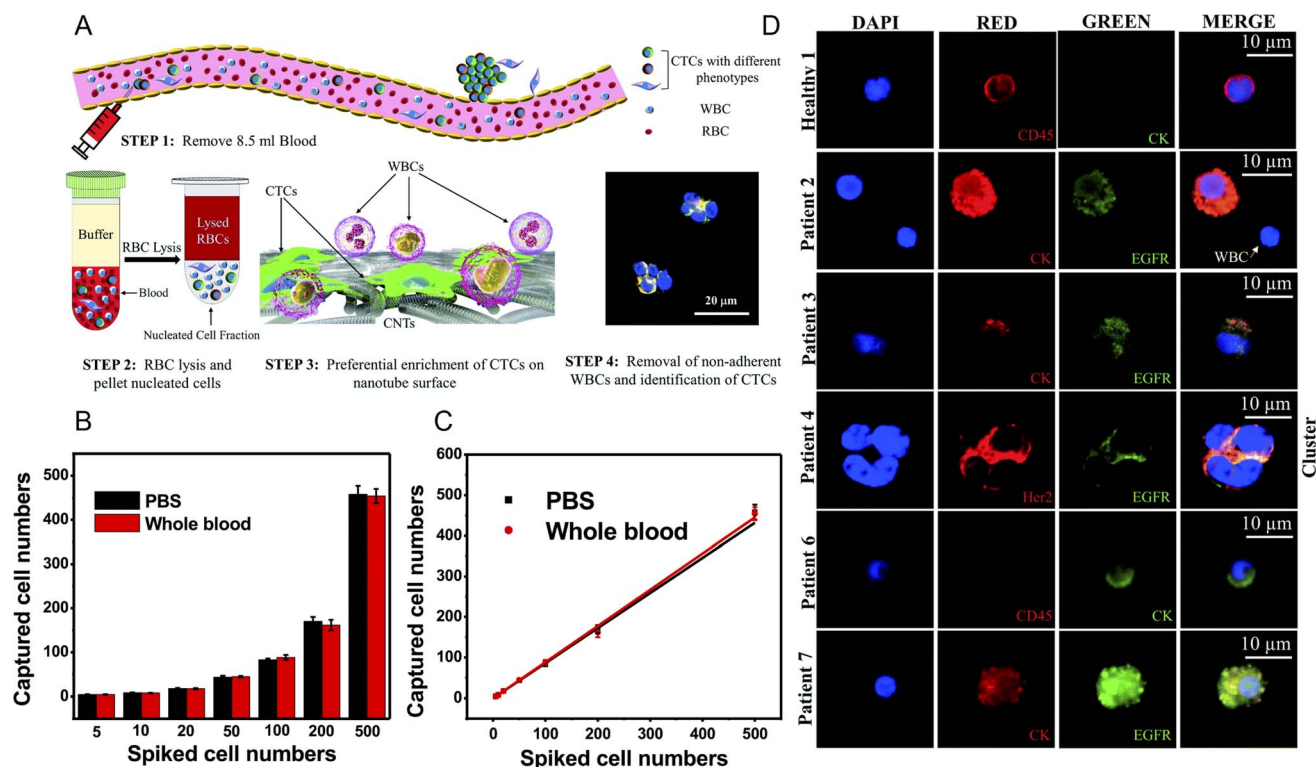 A
CTCs with different
phenotypes
WBC
RBC
STEP 1: Remove 8.5 ml Blood
Buffer
RBC Lysis
Lysed
RBCs
Blood
Nucleated Cell Fraction
CTCs
WBCs
CNTs
20 µm
STEP 2: RBC lysis and
pellet nucleated cells
STEP 3: Preferential enrichment of CTCs on
nanotube surface
STEP 4: Removal of non-adherent
WBCs and identification of CTCs
B
Captured cell numbers
500
400
300
200
100
0
PBS
Whole blood
5 10 20 50 100 200 500
Spiked cell numbers
C
Captured cell numbers
600
500
400
300
200
100
0
PBS
Whole blood
0 100 200 300 400 500
Spiked cell numbers
D
DAPI RED GREEN MERGE
Healthy 1
CD45
CK
10 µm
Patient 2
CK
EGFR
10 µm
WBC
Patient 3
CK
EGFR
10 µm
Patient 4
Her2
EGFR
10 µm
Cluster
Patient 6
CD45
CK
10 µm
Patient 7
CK
EGFR
10 µm